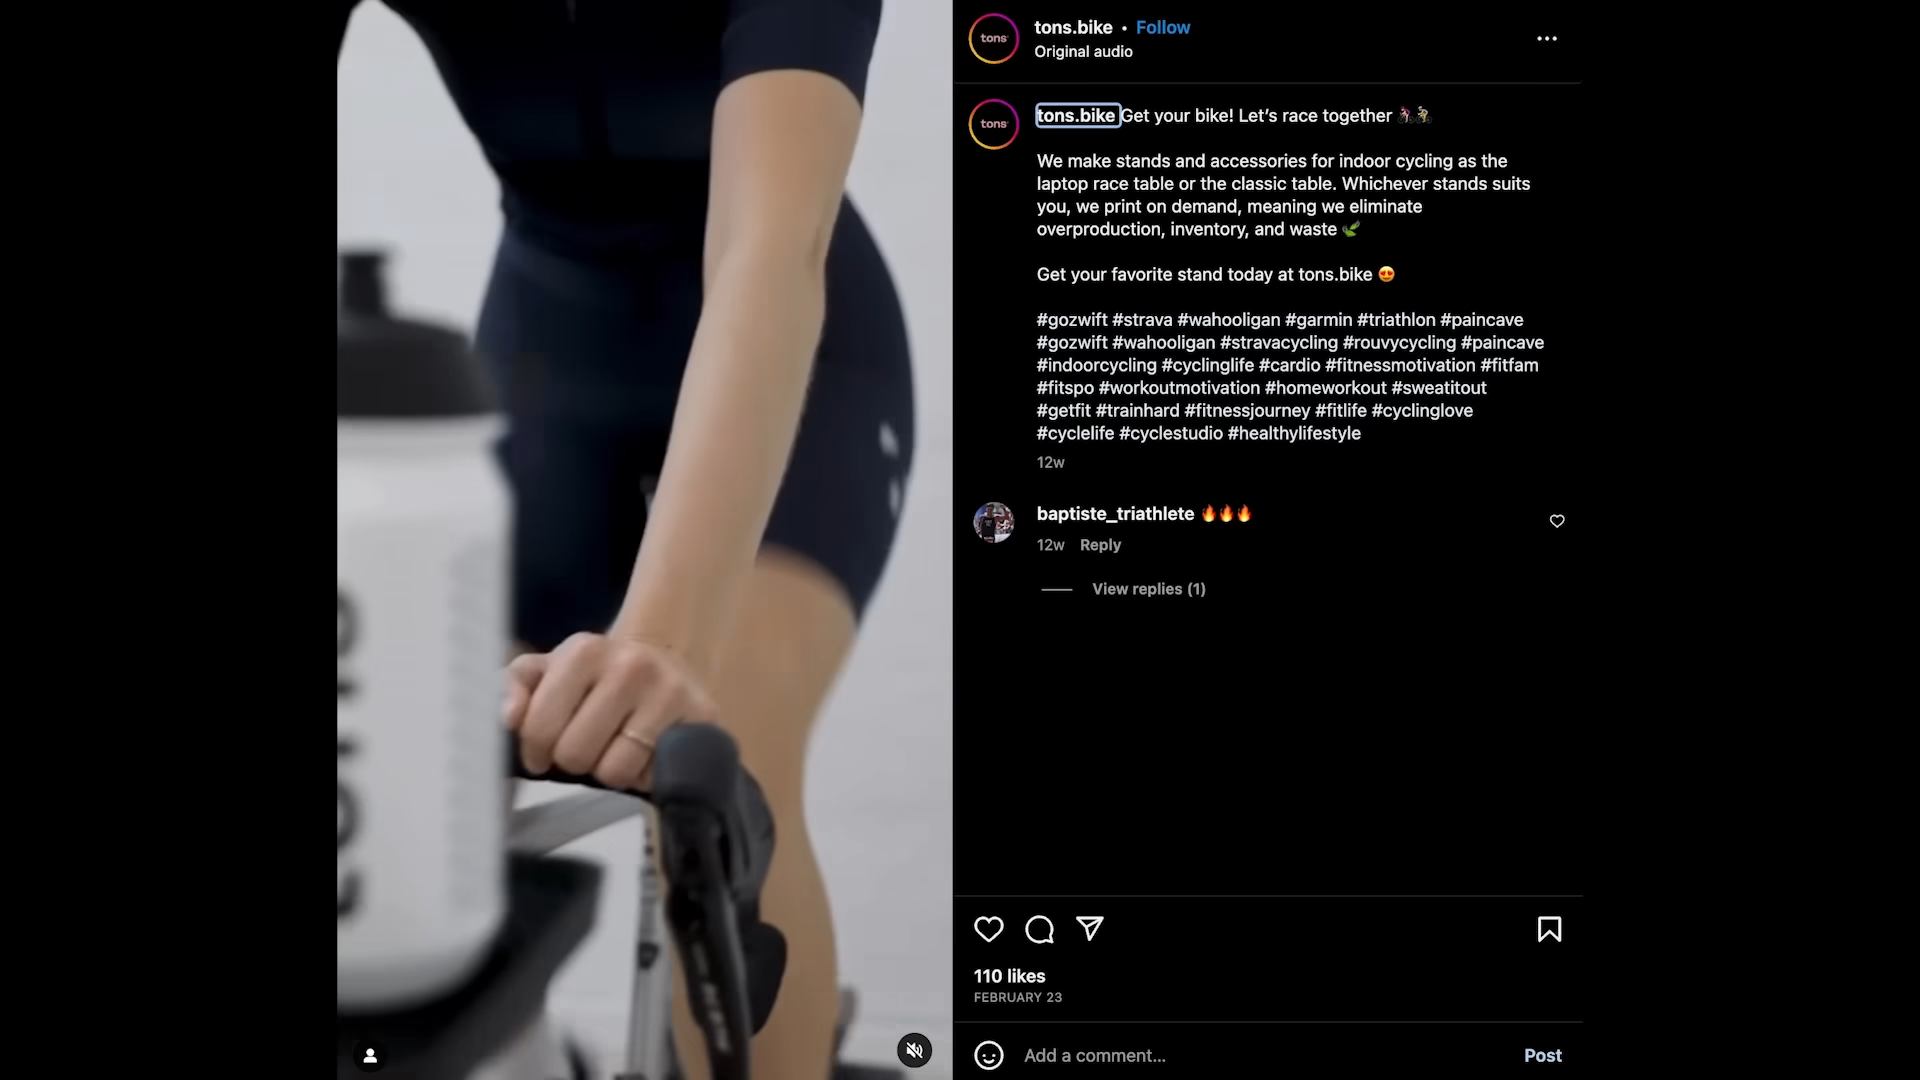 tons
tons.bike • Follow
Original audio
tons
tons.bike Get your bike! Let's race together 🚴🏻‍♀️🚴🏼
We make stands and accessories for indoor cycling as the
laptop race table or the classic table. Whichever stands suits
you, we print on demand, meaning we eliminate
overproduction, inventory, and waste 🌿
Get your favorite stand today at tons.bike 😍
#gozwift #strava #wahooligan #garmin #triathlon #paincave
#gozwift #wahooligan #stravacycling #rouvycycling #paincave
#indoorcycling #cyclinglife #cardio #fitnessmotivation #fitfam
#fitspo #workoutmotivation #homeworkout #sweatitout
#getfit #trainhard #fitnessjourney #fitlife #cyclinglove
#cyclelife #cyclestudio #healthylifestyle
12w
baptiste_triathlete 🔥🔥🔥
12w Reply
View replies (1)
110 likes
FEBRUARY 23
Add a comment...
Post